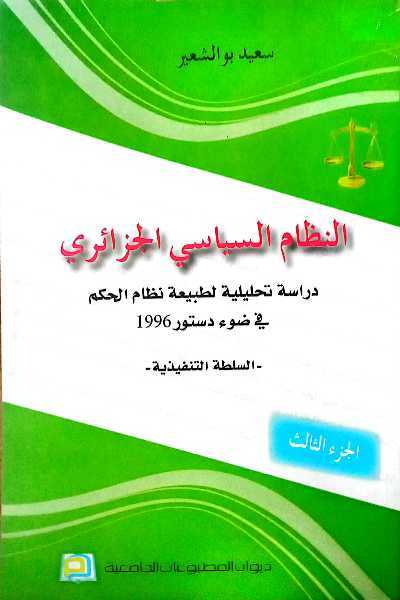 سعيد بوالشعير
النظام السياسي الجزائري
دراسة تحليلية لطبيعة نظام الحكم
في ضوء دستور 1996
-السلطة التنفيذية-
الجزء الثالث
ديوان المطبوعات الجامعية